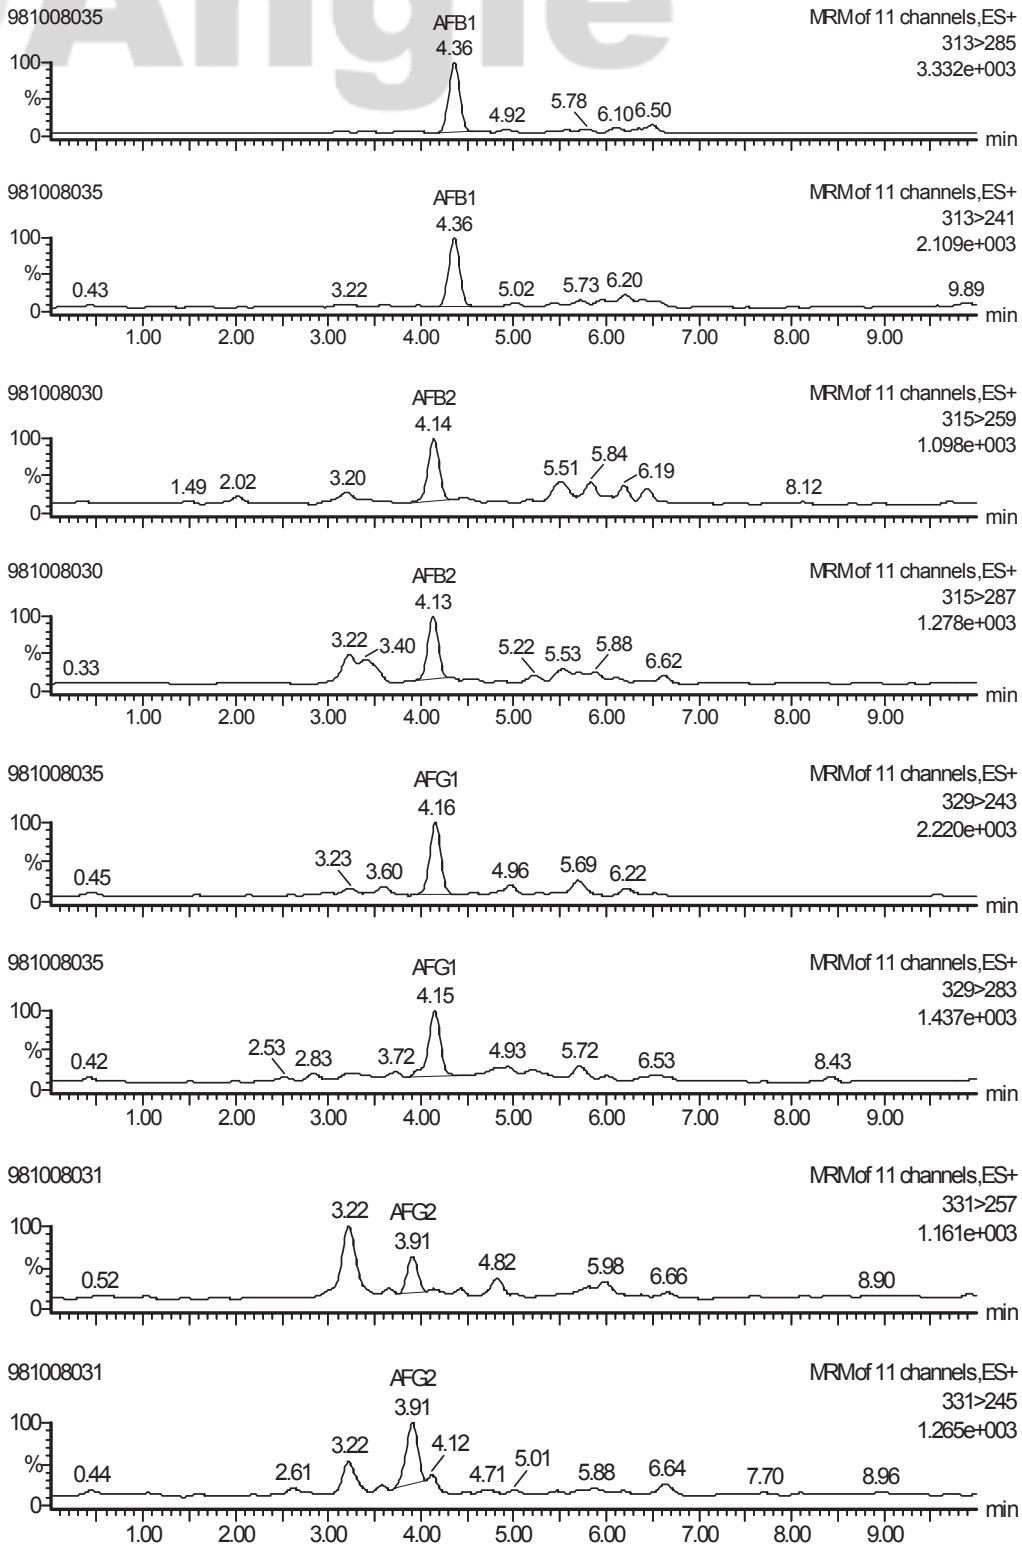 Angle
981008035 AFB1 MRM of 11 channels,ES+
4.36 313>285
3.332e+003
100
%
0
4.92 5.78 6.10 6.50
min
981008035 AFB1 MRM of 11 channels,ES+
4.36 313>241
2.109e+003
100
%
0
0.43 3.22 5.02 5.73 6.20 9.89
min
1.00 2.00 3.00 4.00 5.00 6.00 7.00 8.00 9.00
981008030 AFB2 MRM of 11 channels,ES+
4.14 315>259
1.098e+003
100
%
0
1.49 2.02 3.20 5.51 5.84 6.19 8.12
min
981008030 AFB2 MRM of 11 channels,ES+
4.13 315>287
1.278e+003
100
%
0
0.33 3.22 3.40 5.22 5.53 5.88 6.62
min
1.00 2.00 3.00 4.00 5.00 6.00 7.00 8.00 9.00
981008035 AFG1 MRM of 11 channels,ES+
4.16 329>243
2.220e+003
100
%
0
0.45 3.23 3.60 4.96 5.69 6.22
min
981008035 AFG1 MRM of 11 channels,ES+
4.15 329>283
1.437e+003
100
%
0
0.42 2.53 2.83 3.72 4.93 5.72 6.53 8.43
min
1.00 2.00 3.00 4.00 5.00 6.00 7.00 8.00 9.00
981008031 AFG2 MRM of 11 channels,ES+
3.91 331>257
1.161e+003
100
%
0
0.52 3.22 4.82 5.98 6.66 8.90
min
981008031 AFG2 MRM of 11 channels,ES+
3.91 331>245
1.265e+003
100
%
0
0.44 2.61 3.22 4.12 4.71 5.01 5.88 6.64 7.70 8.96
min
1.00 2.00 3.00 4.00 5.00 6.00 7.00 8.00 9.00